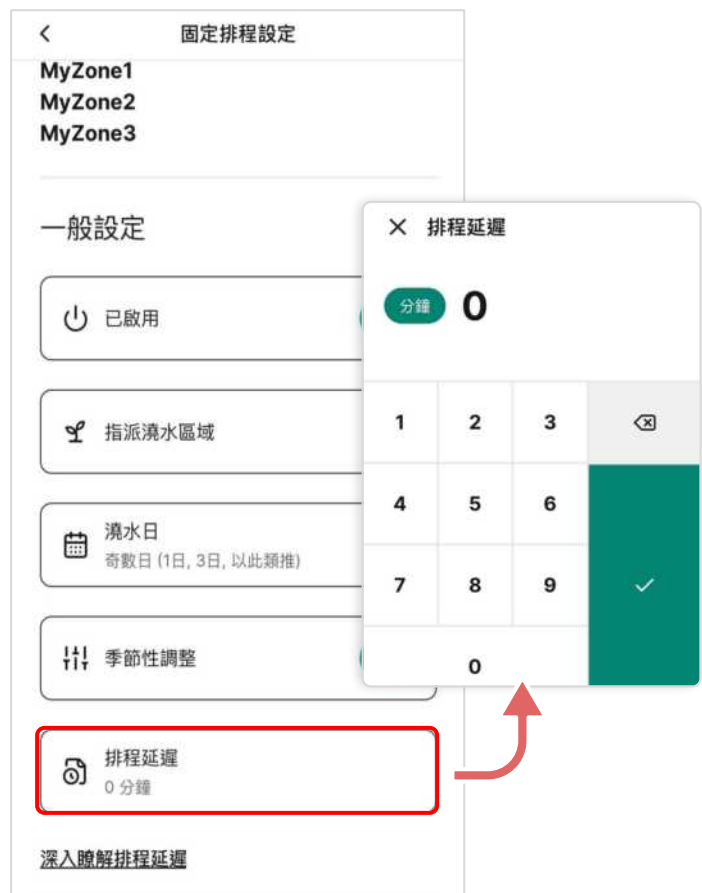 固定排程設定
MyZone1
MyZone2
MyZone3
一般設定
已啟用
指派澆水區域
澆水日
奇數日 (1日, 3日, 以此類推)
季節性調整
排程延遲
0 分鐘
深入瞭解排程延遲
排程延遲
分鐘 0
1 2 3
4 5 6
7 8 9
0